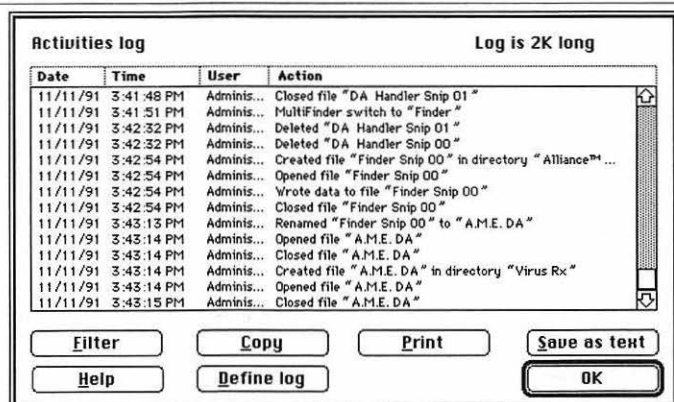 Activities log Log is 2K long
Date Time User Action
11/11/91 3:41:48 PM Adminis... Closed file "DA Handler Snip 01"
11/11/91 3:41:51 PM Adminis... MultiFinder switch to "Finder"
11/11/91 3:42:32 PM Adminis... Deleted "DA Handler Snip 01"
11/11/91 3:42:32 PM Adminis... Deleted "DA Handler Snip 00"
11/11/91 3:42:54 PM Adminis... Created file "Finder Snip 00" in directory "Alliance™ ...
11/11/91 3:42:54 PM Adminis... Opened file "Finder Snip 00"
11/11/91 3:42:54 PM Adminis... Wrote data to file "Finder Snip 00"
11/11/91 3:42:54 PM Adminis... Closed file "Finder Snip 00"
11/11/91 3:43:13 PM Adminis... Renamed "Finder Snip 00" to "A.M.E. DA"
11/11/91 3:43:14 PM Adminis... Opened file "A.M.E. DA"
11/11/91 3:43:14 PM Adminis... Closed file "A.M.E. DA"
11/11/91 3:43:14 PM Adminis... Created file "A.M.E. DA" in directory "Virus Rx"
11/11/91 3:43:14 PM Adminis... Opened file "A.M.E. DA"
11/11/91 3:43:15 PM Adminis... Closed file "A.M.E. DA"
Filter Copy Print Save as text
Help Define log OK